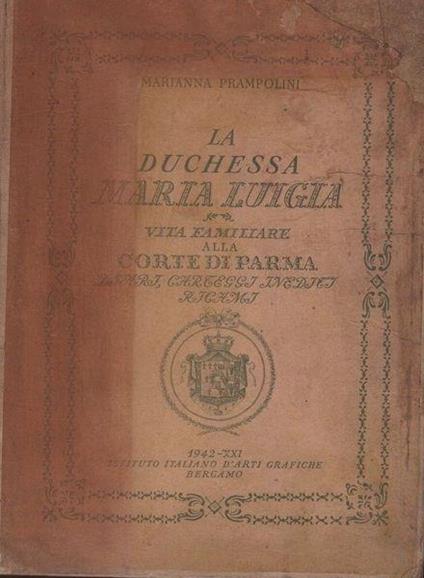 MARIANNA PRAMPOLINI
LA
DUCHESSA
MARIA LUIGIA
VITA FAMILIARE
ALLA
CORTE DI PARMA
DIARI, CARTEGGI INEDITI
RICAMI
1942-XXI
ISTITUTO ITALIANO D'ARTI GRAFICHE
BERGAMO